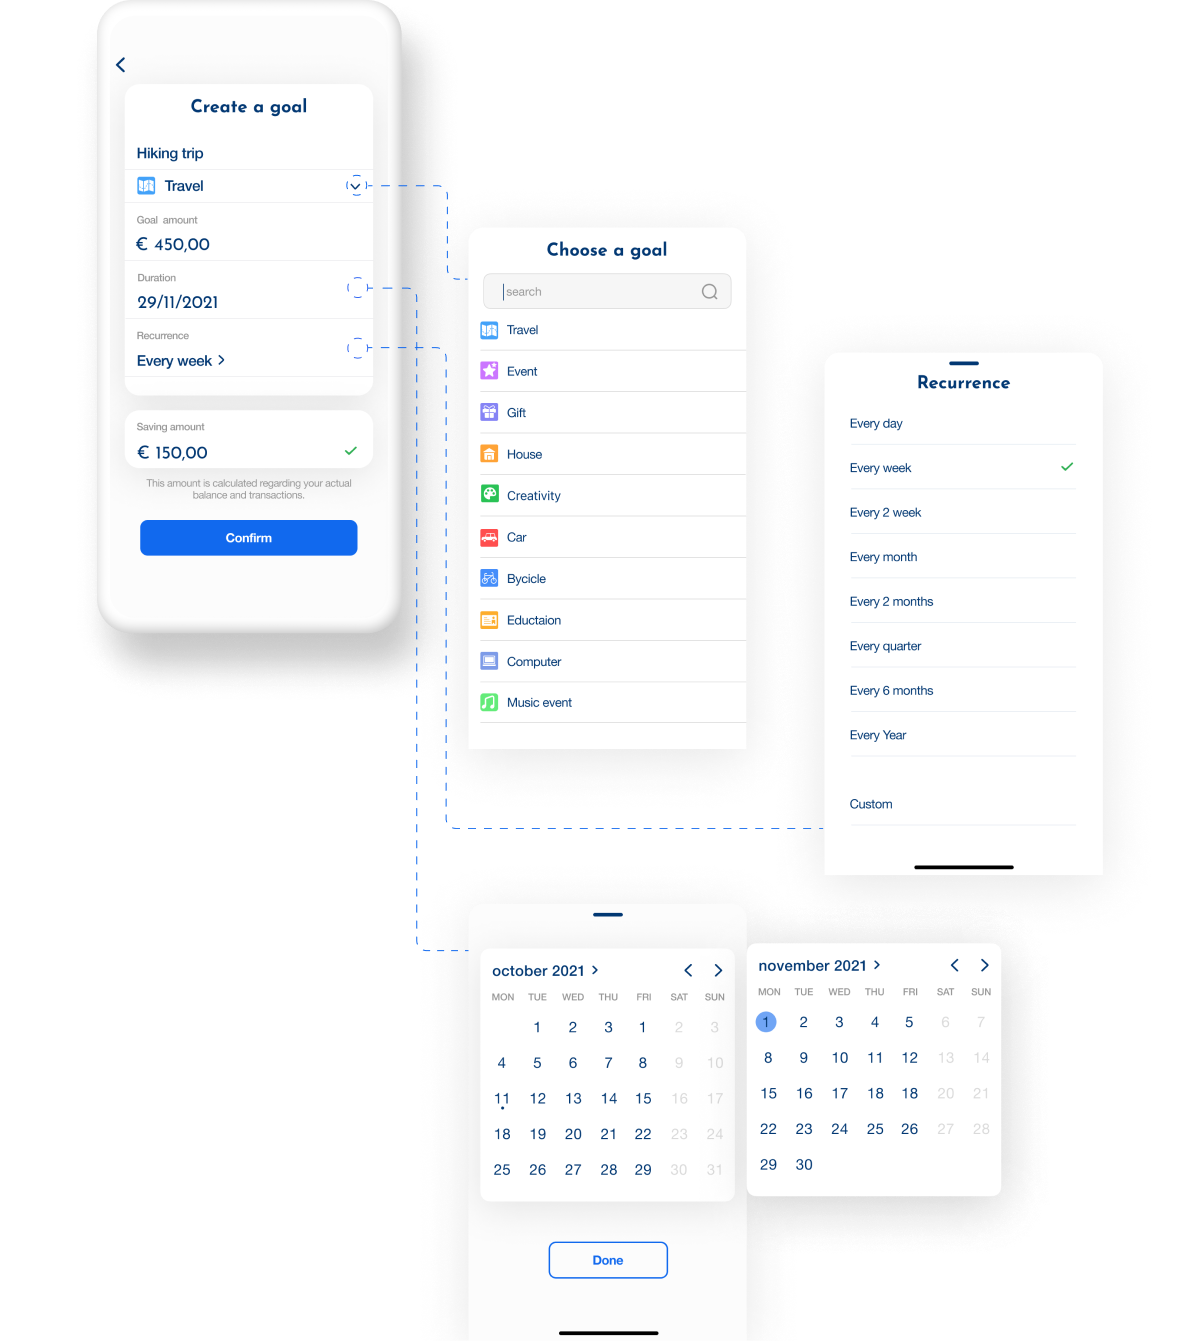 Create a goal
Hiking trip
Travel
Goal amount
€ 450,00
Duration
29/11/2021
Recurrence
Every week >
Saving amount
€ 150,00
This amount is calculated regarding your actual
balance and transactions.
Confirm
Choose a goal
search
Travel
Event
Gift
House
Creativity
Car
Bycicle
Eductaion
Computer
Music event
Recurrence
Every day
Every week
Every 2 week
Every month
Every 2 months
Every quarter
Every 6 months
Every Year
Custom
october 2021 >
MON TUE WED THU FRI SAT SUN
1 2 3 1 2 3
4 5 6 7 8 9 10
11 12 13 14 15 16 17
18 19 20 21 22 23 24
25 26 27 28 29 30 31
Done
november 2021 >
MON TUE WED THU FRI SAT SUN
1 2 3 4 5 6 7
8 9 10 11 12 13 14
15 16 17 18 18 20 21
22 23 24 25 26 27 28
29 30